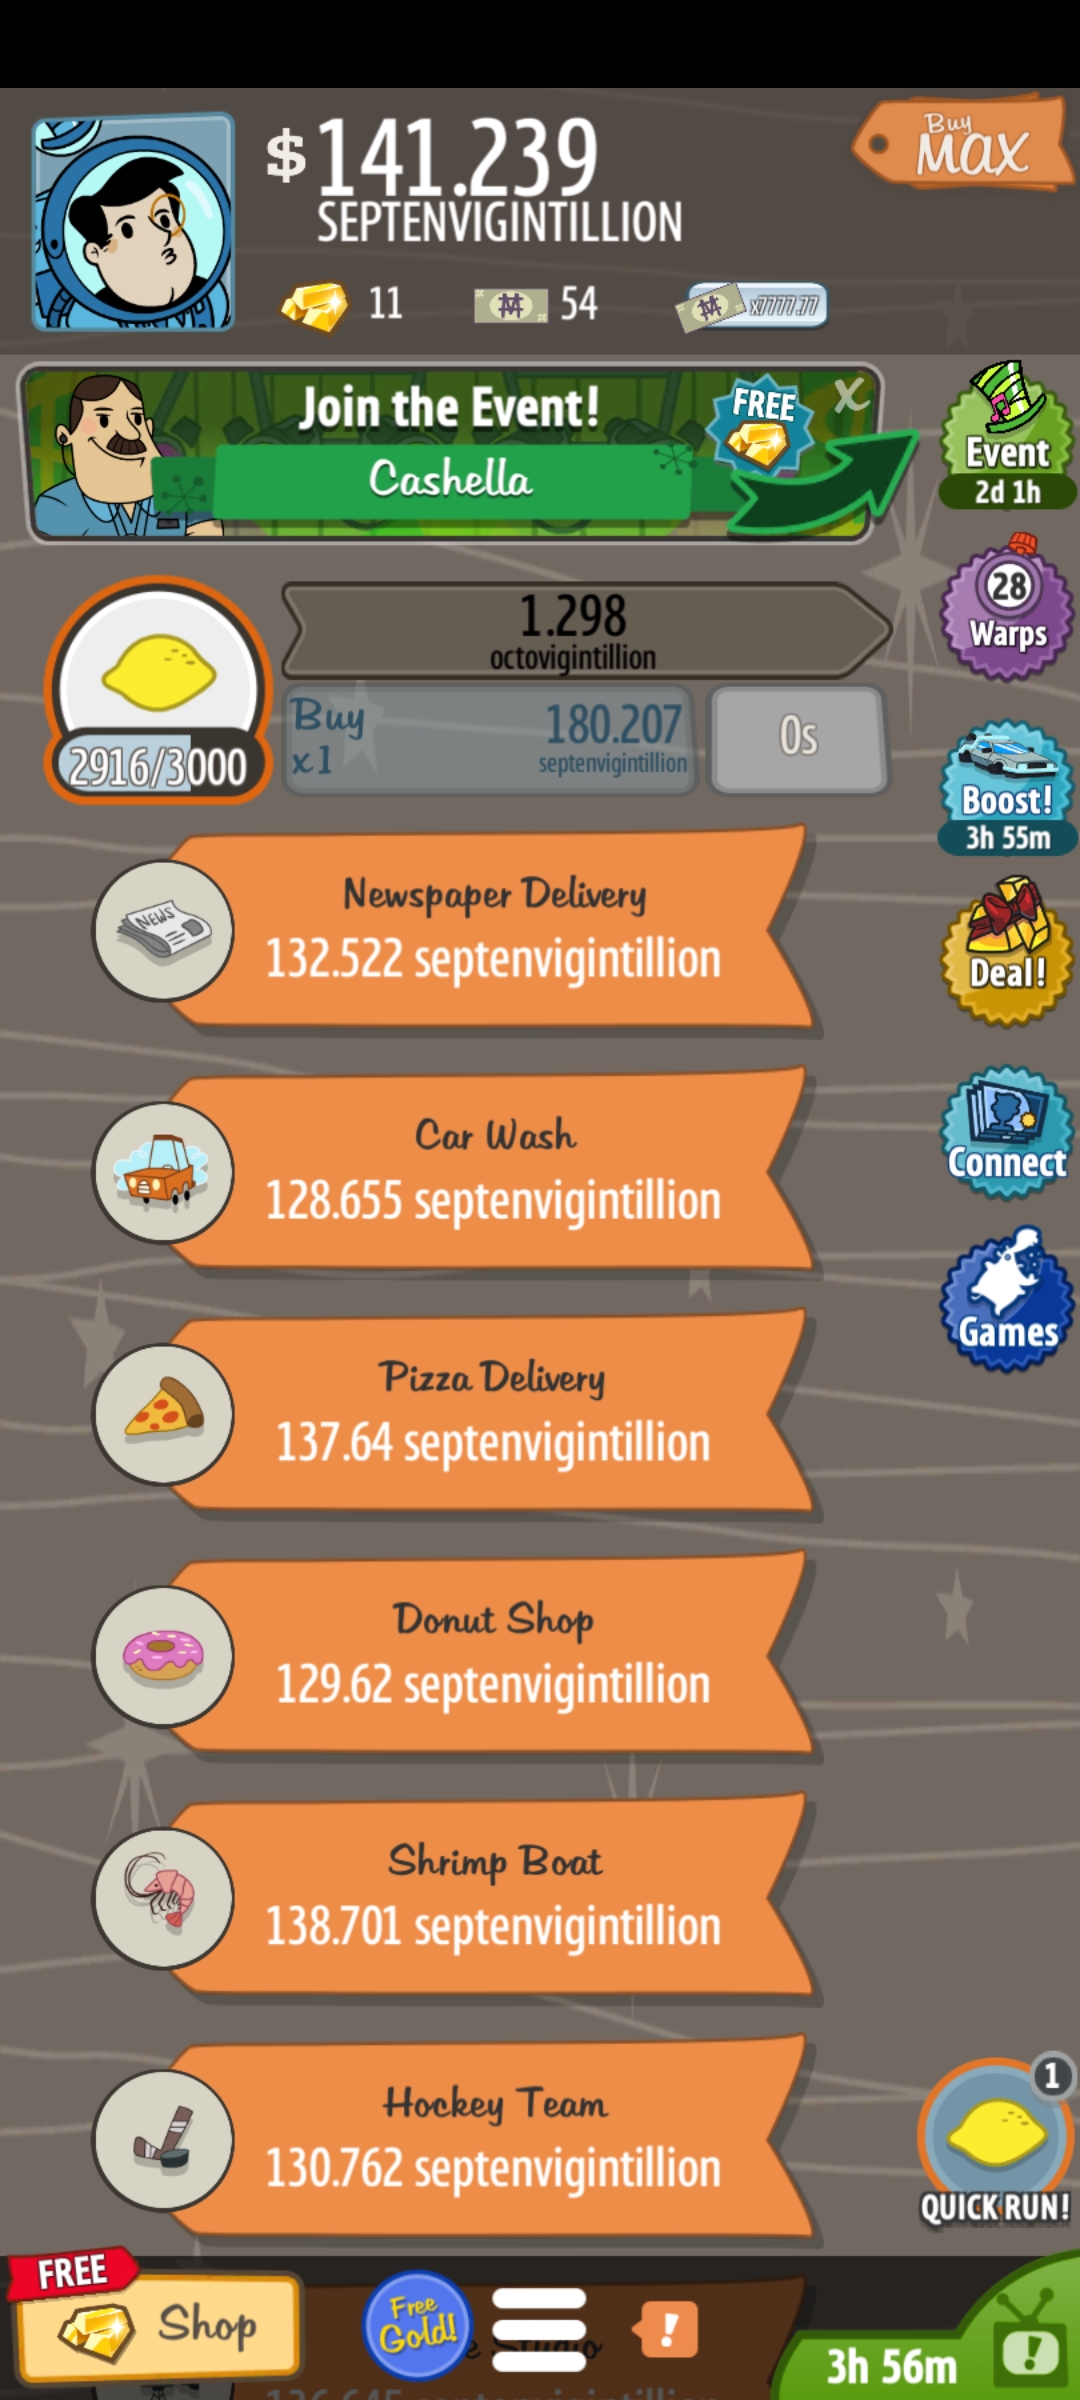 $141.239
SEPTENVIGINTILLION
Buy
MAX
11
54
x7777.77
Join the Event!
Cashella
FREE
X
Event
2d 1h
28
Warps
1.298
octovigintillion
Buy
x1
180.207
septenvigintillion
0s
2916/3000
Boost!
3h 55m
Newspaper Delivery
132.522 septenvigintillion
NEWS
Deal!
Car Wash
128.655 septenvigintillion
Connect
Games
Pizza Delivery
137.64 septenvigintillion
Donut Shop
129.62 septenvigintillion
Shrimp Boat
138.701 septenvigintillion
Hockey Team
130.762 septenvigintillion
1
QUICK RUN!
FREE
Shop
Free
Gold!
!
3h 56m
!